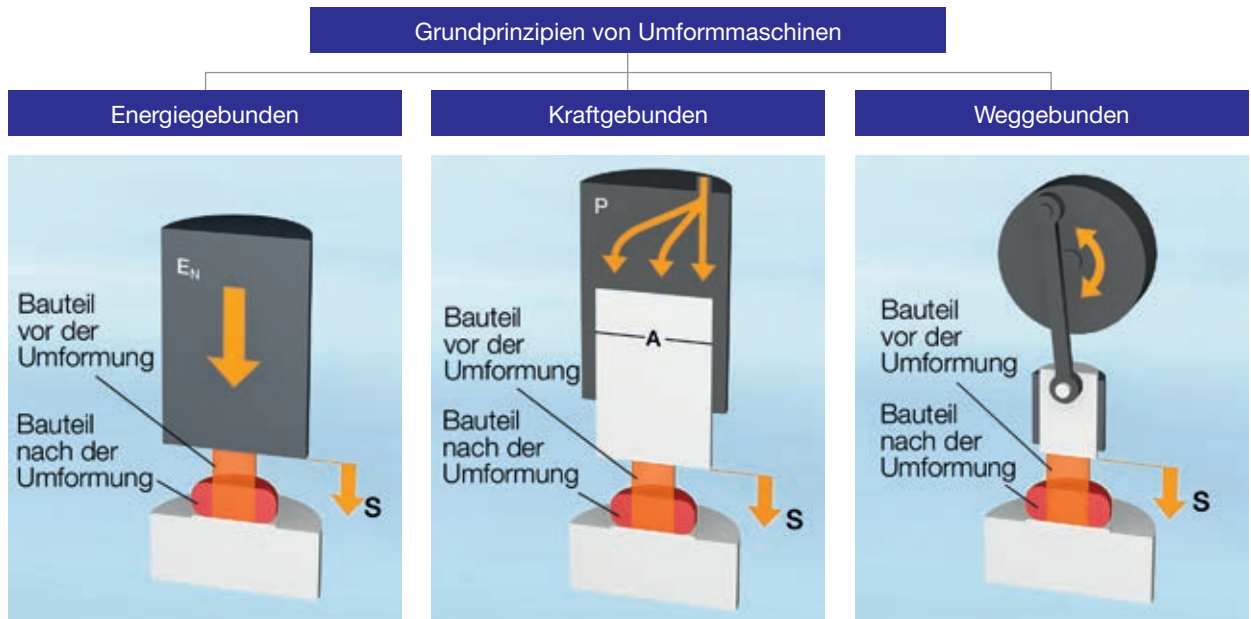 Grundprinzipien von Umformmaschinen
Energiegebunden
Kraftgebunden
Weggebunden
E_N
Bauteil
vor der
Umformung
Bauteil
nach der
Umformung
S
P
A
Bauteil
vor der
Umformung
Bauteil
nach der
Umformung
S
Bauteil
vor der
Umformung
Bauteil
nach der
Umformung
S